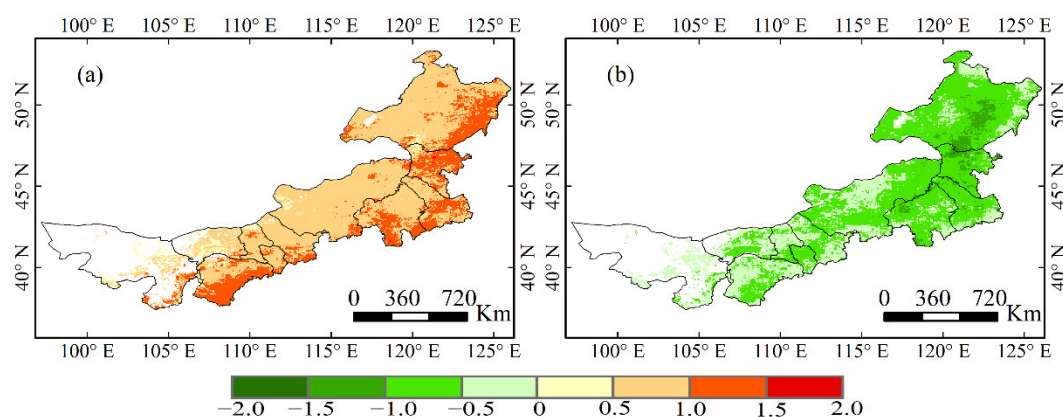 100° E 105° E 110° E 115° E 120° E 125° E 100° E 105° E 110° E 115° E 120° E 125° E
(a) (b)
50° N 50° N 50° N
45° N 45° N 45° N
40° N 40° N 40° N
0 360 720 Km 0 360 720 Km
100° E 105° E 110° E 115° E 120° E 125° E 100° E 105° E 110° E 115° E 120° E 125° E
−2.0 −1.5 −1.0 −0.5 0 0.5 1.0 1.5 2.0